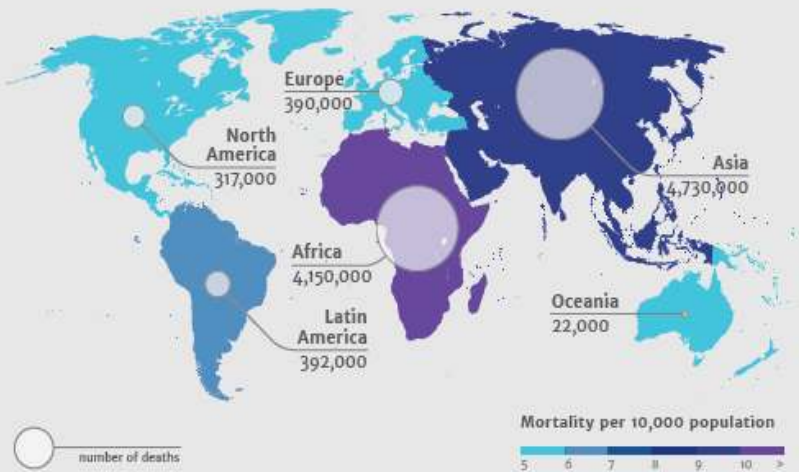 Europe
390,000
North
America
317,000
Asia
4,730,000
Africa
4,150,000
Oceania
22,000
Latin
America
392,000
Mortality per 10,000 population
number of deaths
5 6 7 8 9 10 >